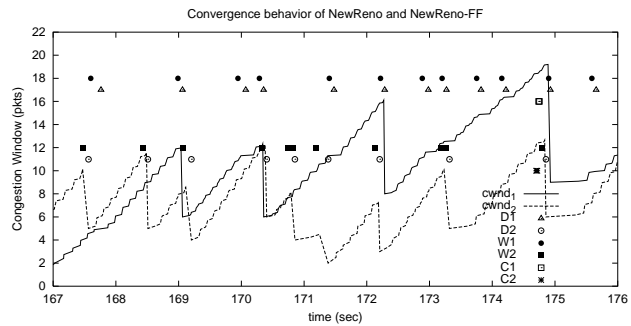 Convergence behavior of NewReno and NewReno-FF
22
20
18
16
14
12
10
8
6
4
2
0
Congestion Window (pkts)
cwnd1
cwnd2
D1
D2
W1
W2
C1
C2
167 168 169 170 171 172 173 174 175 176
time (sec)